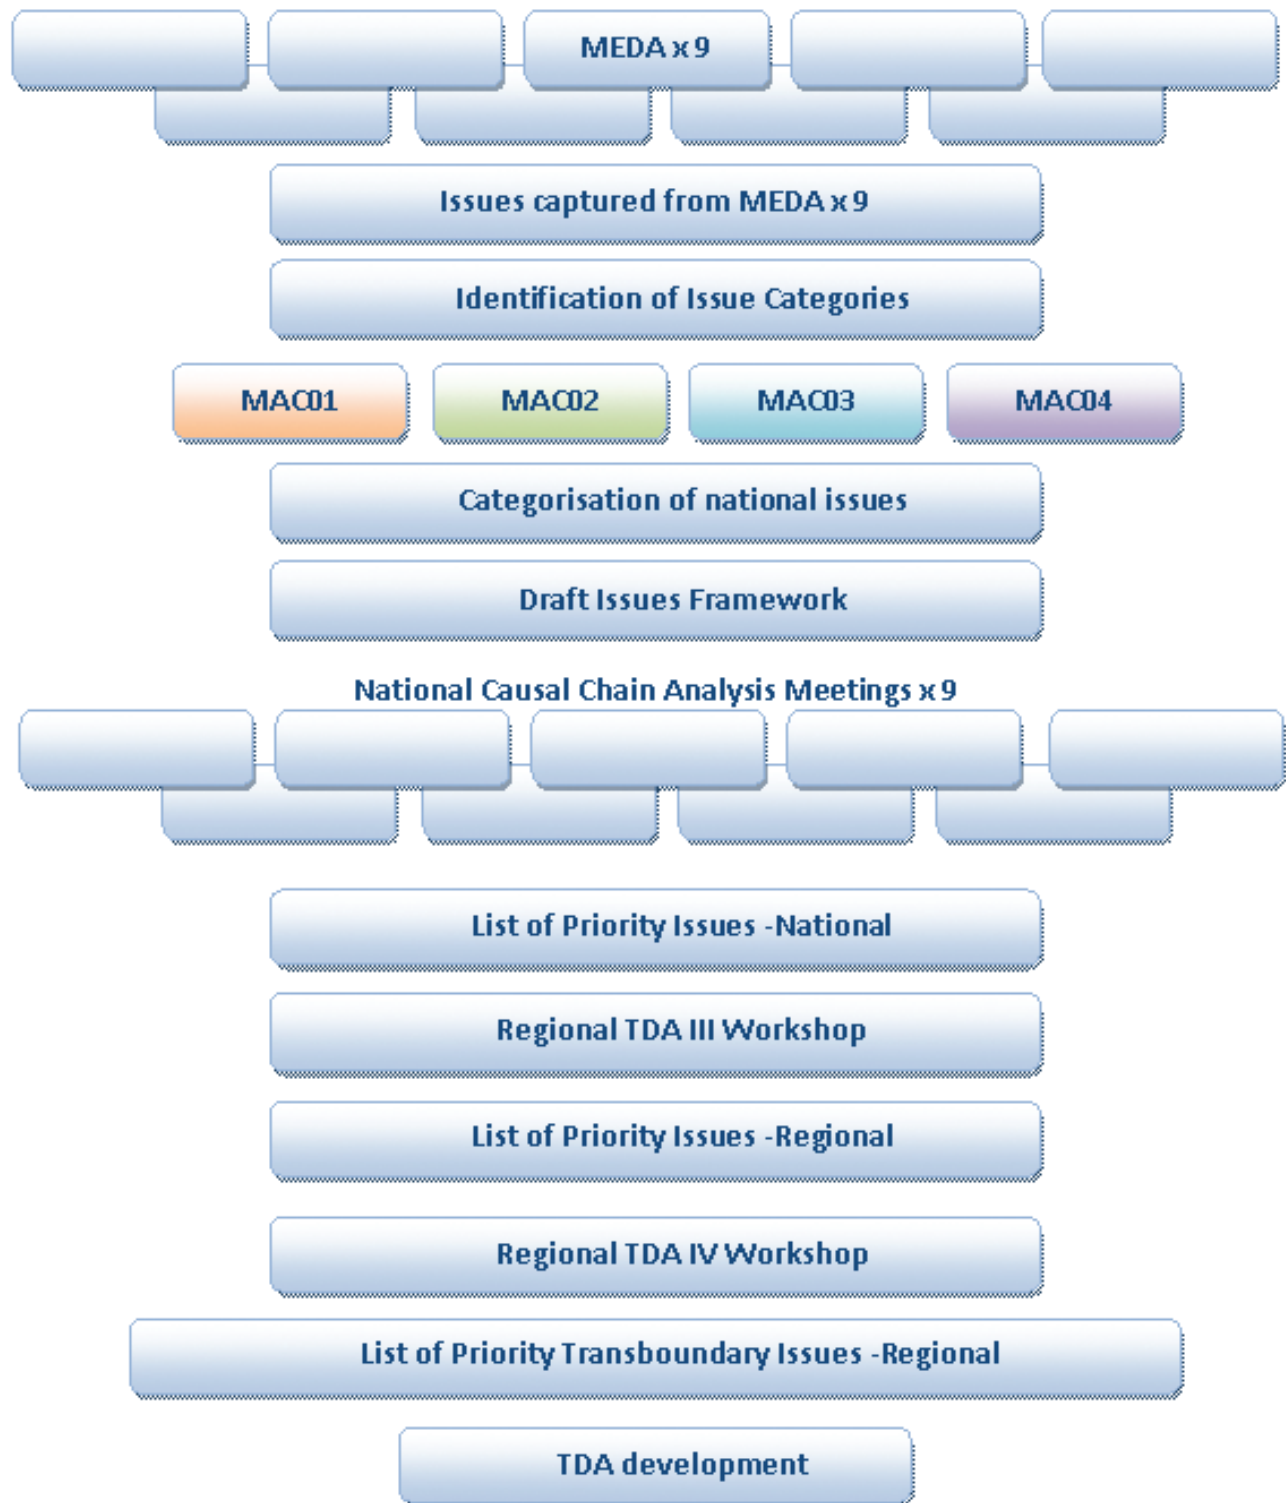 MEDA x 9
Issues captured from MEDA x 9
Identification of Issue Categories
MAC01 MAC02 MAC03 MAC04
Categorisation of national issues
Draft Issues Framework
National Causal Chain Analysis Meetings x 9
List of Priority Issues -National
Regional TDA III Workshop
List of Priority Issues -Regional
Regional TDA IV Workshop
List of Priority Transboundary Issues -Regional
TDA development